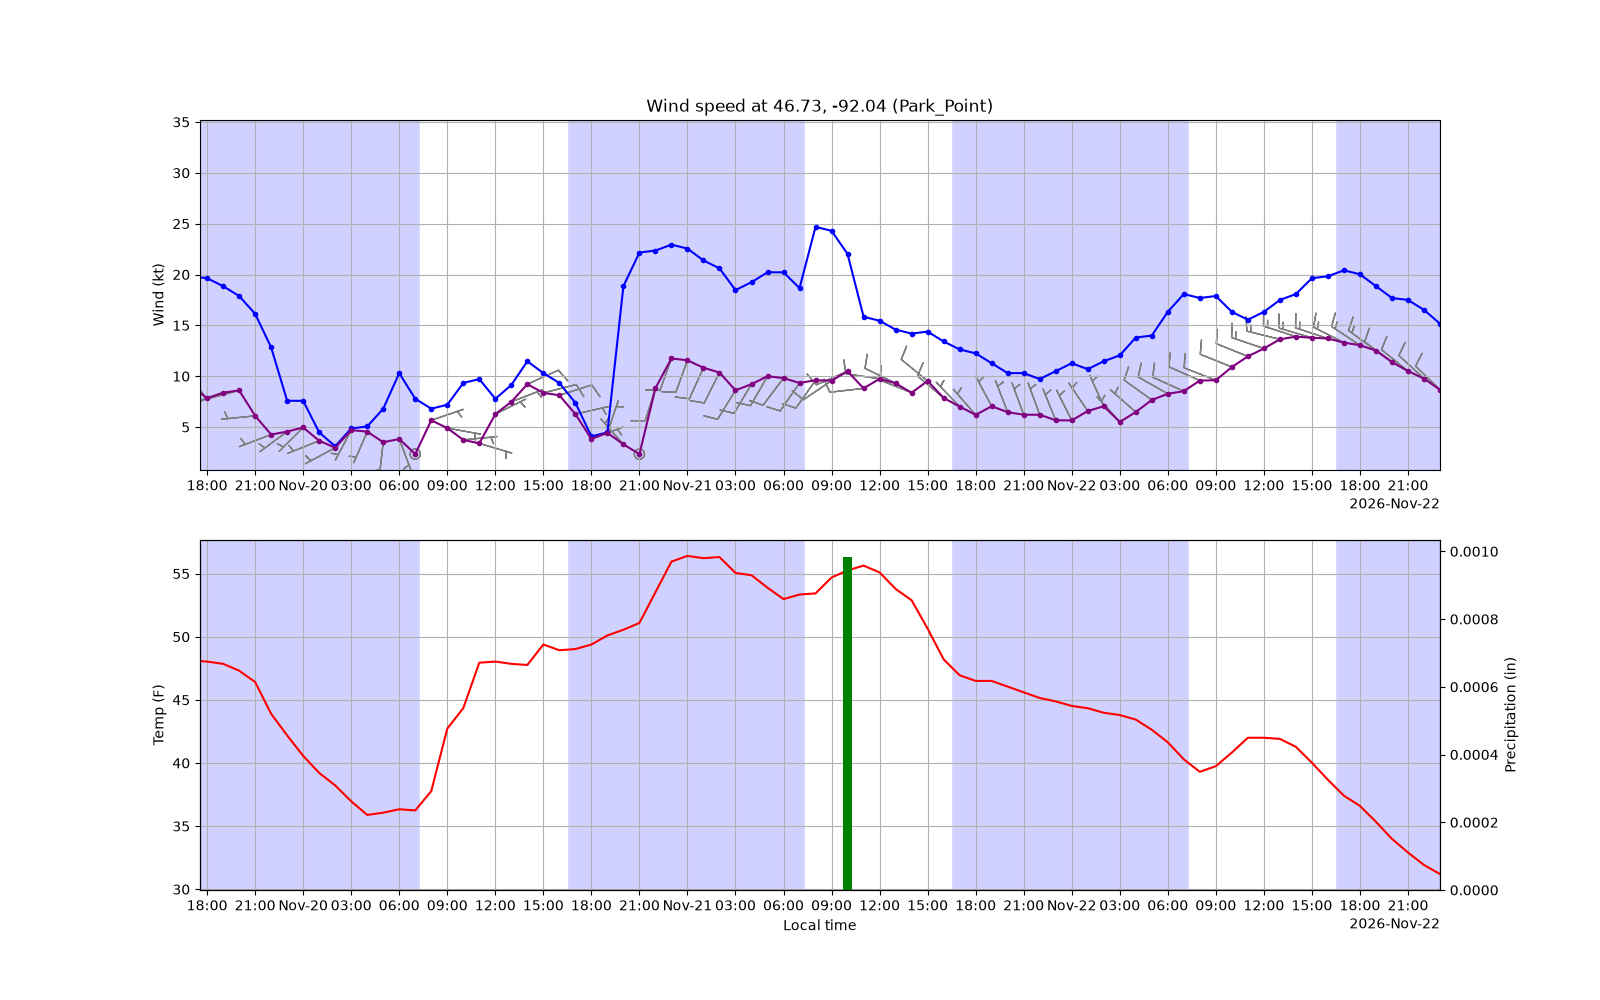 Wind speed at 46.73, -92.04 (Park_Point)
35
30
25
20
15
10
5
Wind (kt)
18:00 21:00 Nov-20 03:00 06:00 09:00 12:00 15:00 18:00 21:00 Nov-21 03:00 06:00 09:00 12:00 15:00 18:00 21:00 Nov-22 03:00 06:00 09:00 12:00 15:00 18:00 21:00
2026-Nov-22
55
50
45
40
35
30
Temp (F)
0.0010
0.0008
0.0006
0.0004
0.0002
0.0000
Precipitation (in)
18:00 21:00 Nov-20 03:00 06:00 09:00 12:00 15:00 18:00 21:00 Nov-21 03:00 06:00 09:00 12:00 15:00 18:00 21:00 Nov-22 03:00 06:00 09:00 12:00 15:00 18:00 21:00
Local time
2026-Nov-22